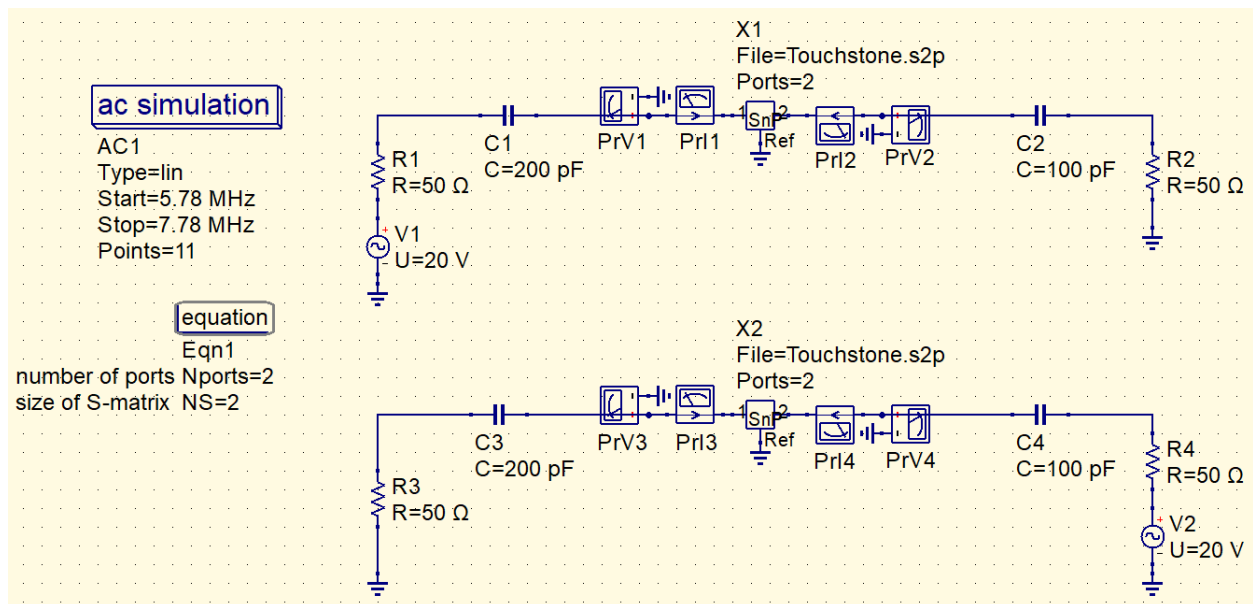 X1
File=Touchstone.s2p
Ports=2
ac simulation
AC1
Type=lin
Start=5.78 MHz
Stop=7.78 MHz
Points=11
R1
R=50 Ω
V1
U=20 V
C1
C=200 pF
PrV1
PrI1
1
SnP
2
Ref
PrI2
PrV2
C2
C=100 pF
R2
R=50 Ω
equation
Eqn1
number of ports Nports=2
size of S-matrix NS=2
X2
File=Touchstone.s2p
Ports=2
R3
R=50 Ω
C3
C=200 pF
PrV3
PrI3
1
SnP
2
Ref
PrI4
PrV4
C4
C=100 pF
R4
R=50 Ω
V2
U=20 V